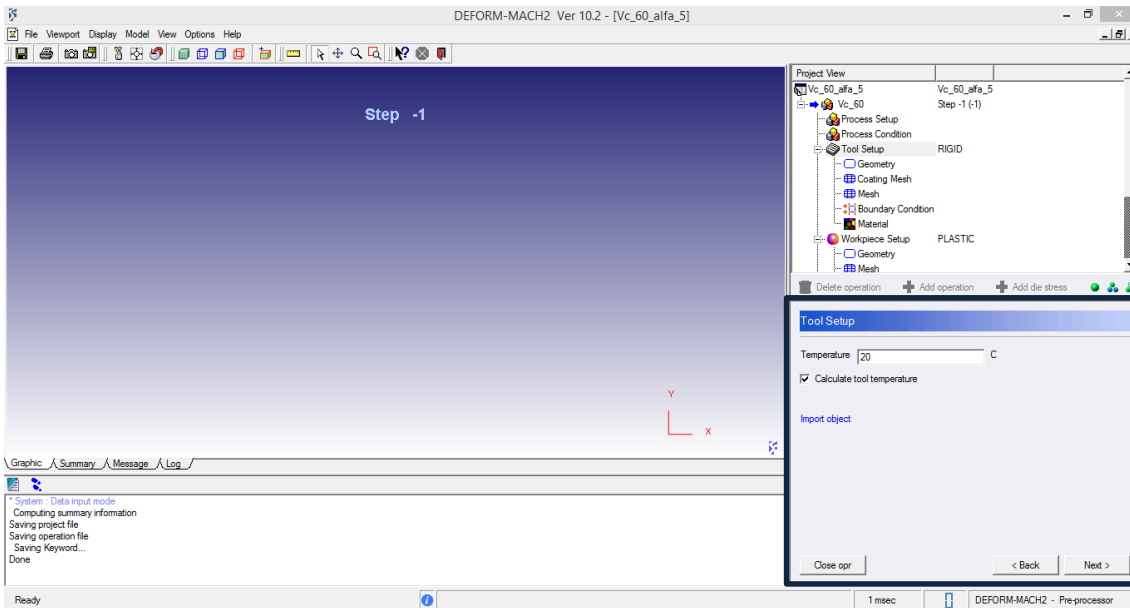 DEFORM-MACH2 Ver 10.2 - [Vc_60_alfa_5]
File Viewport Display Model View Options Help
Step -1
Y
X
Project View
Vc_60_alfa_5 Vc_60_alfa_5
Vc_60 Step -1 (-1)
Process Setup
Process Condition
Tool Setup RIGID
Geometry
Coating Mesh
Mesh
Boundary Condition
Material
Workpiece Setup PLASTIC
Geometry
Mesh
Delete operation Add operation Add die stress
Tool Setup
Temperature 20 C
Calculate tool temperature
Import object
Close opr < Back Next >
Graphic Summary Message Log
* System : Data input mode
Computing summary information
Saving project file
Saving operation file
Saving Keyword...
Done
Ready 1 msec DEFORM-MACH2 - Pre-processor